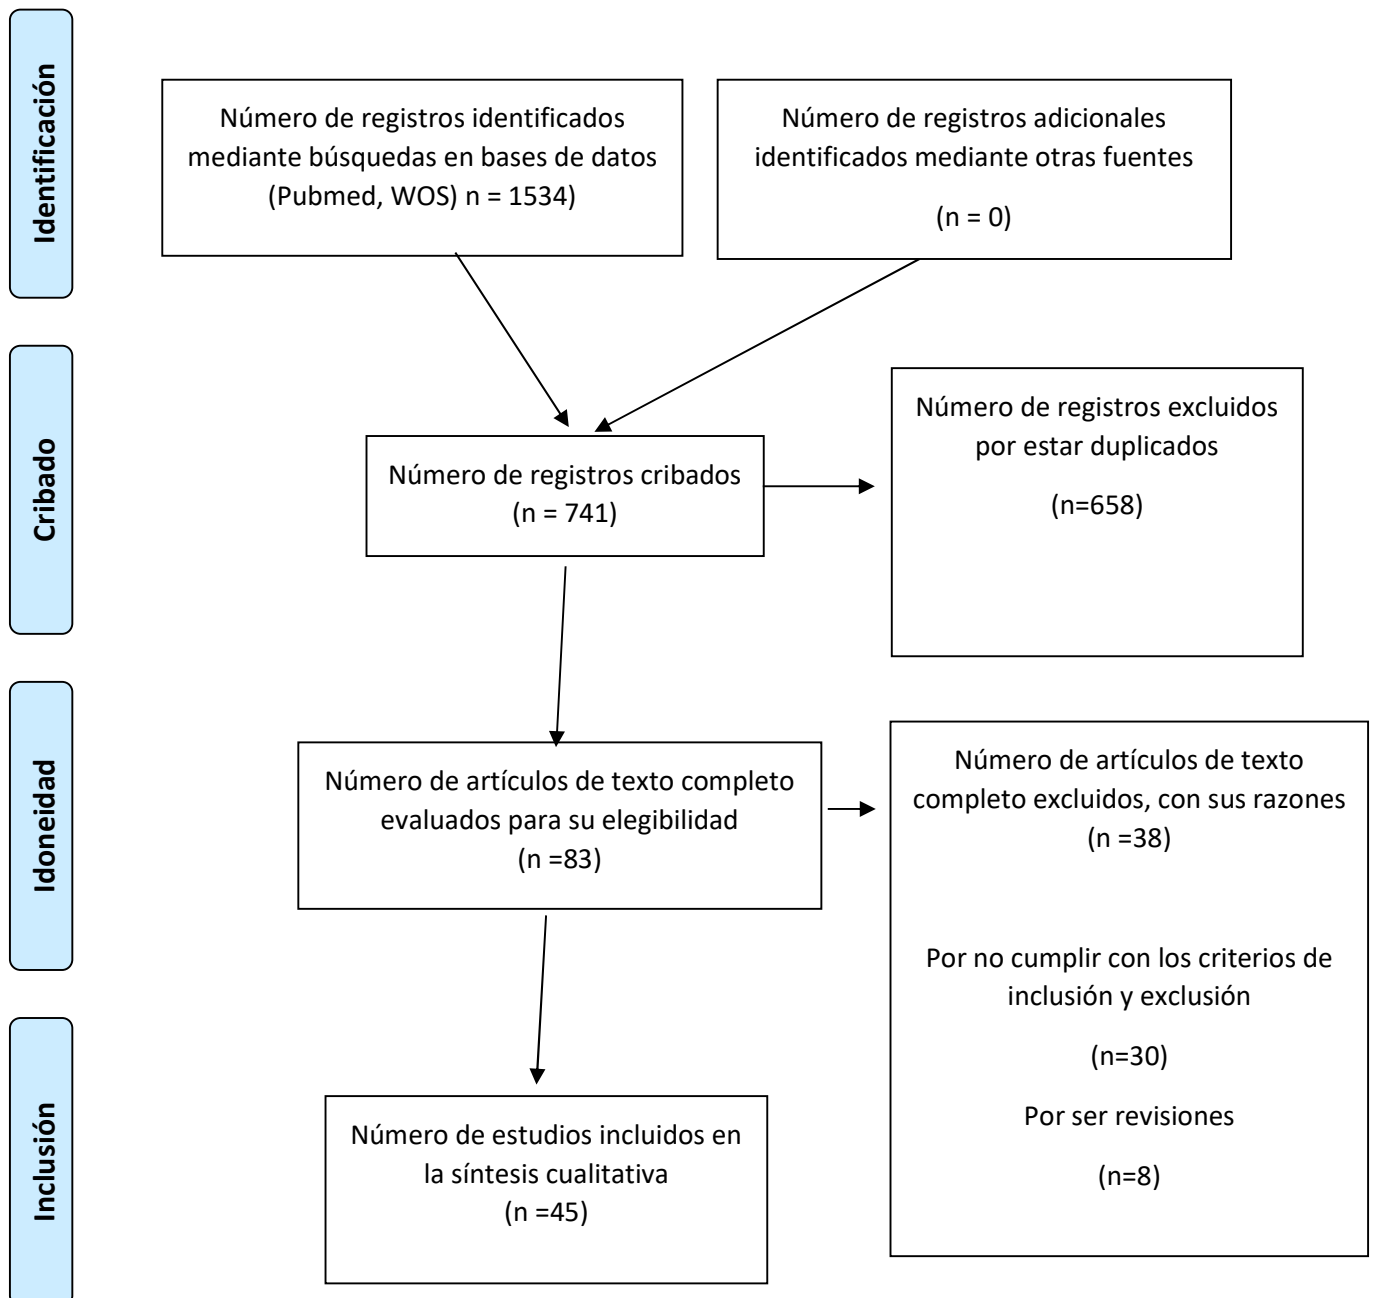 Identificación
Número de registros identificados
mediante búsquedas en bases de datos
(Pubmed, WOS) n = 1534)
Número de registros adicionales
identificados mediante otras fuentes
(n = 0)
Cribado
Número de registros cribados
(n = 741)
Número de registros excluidos
por estar duplicados
(n=658)
Idoneidad
Número de artículos de texto completo
evaluados para su elegibilidad
(n =83)
Número de artículos de texto
completo excluidos, con sus razones
(n =38)
Por no cumplir con los criterios de
inclusión y exclusión
(n=30)
Por ser revisiones
(n=8)
Inclusión
Número de estudios incluidos en
la síntesis cualitativa
(n =45)